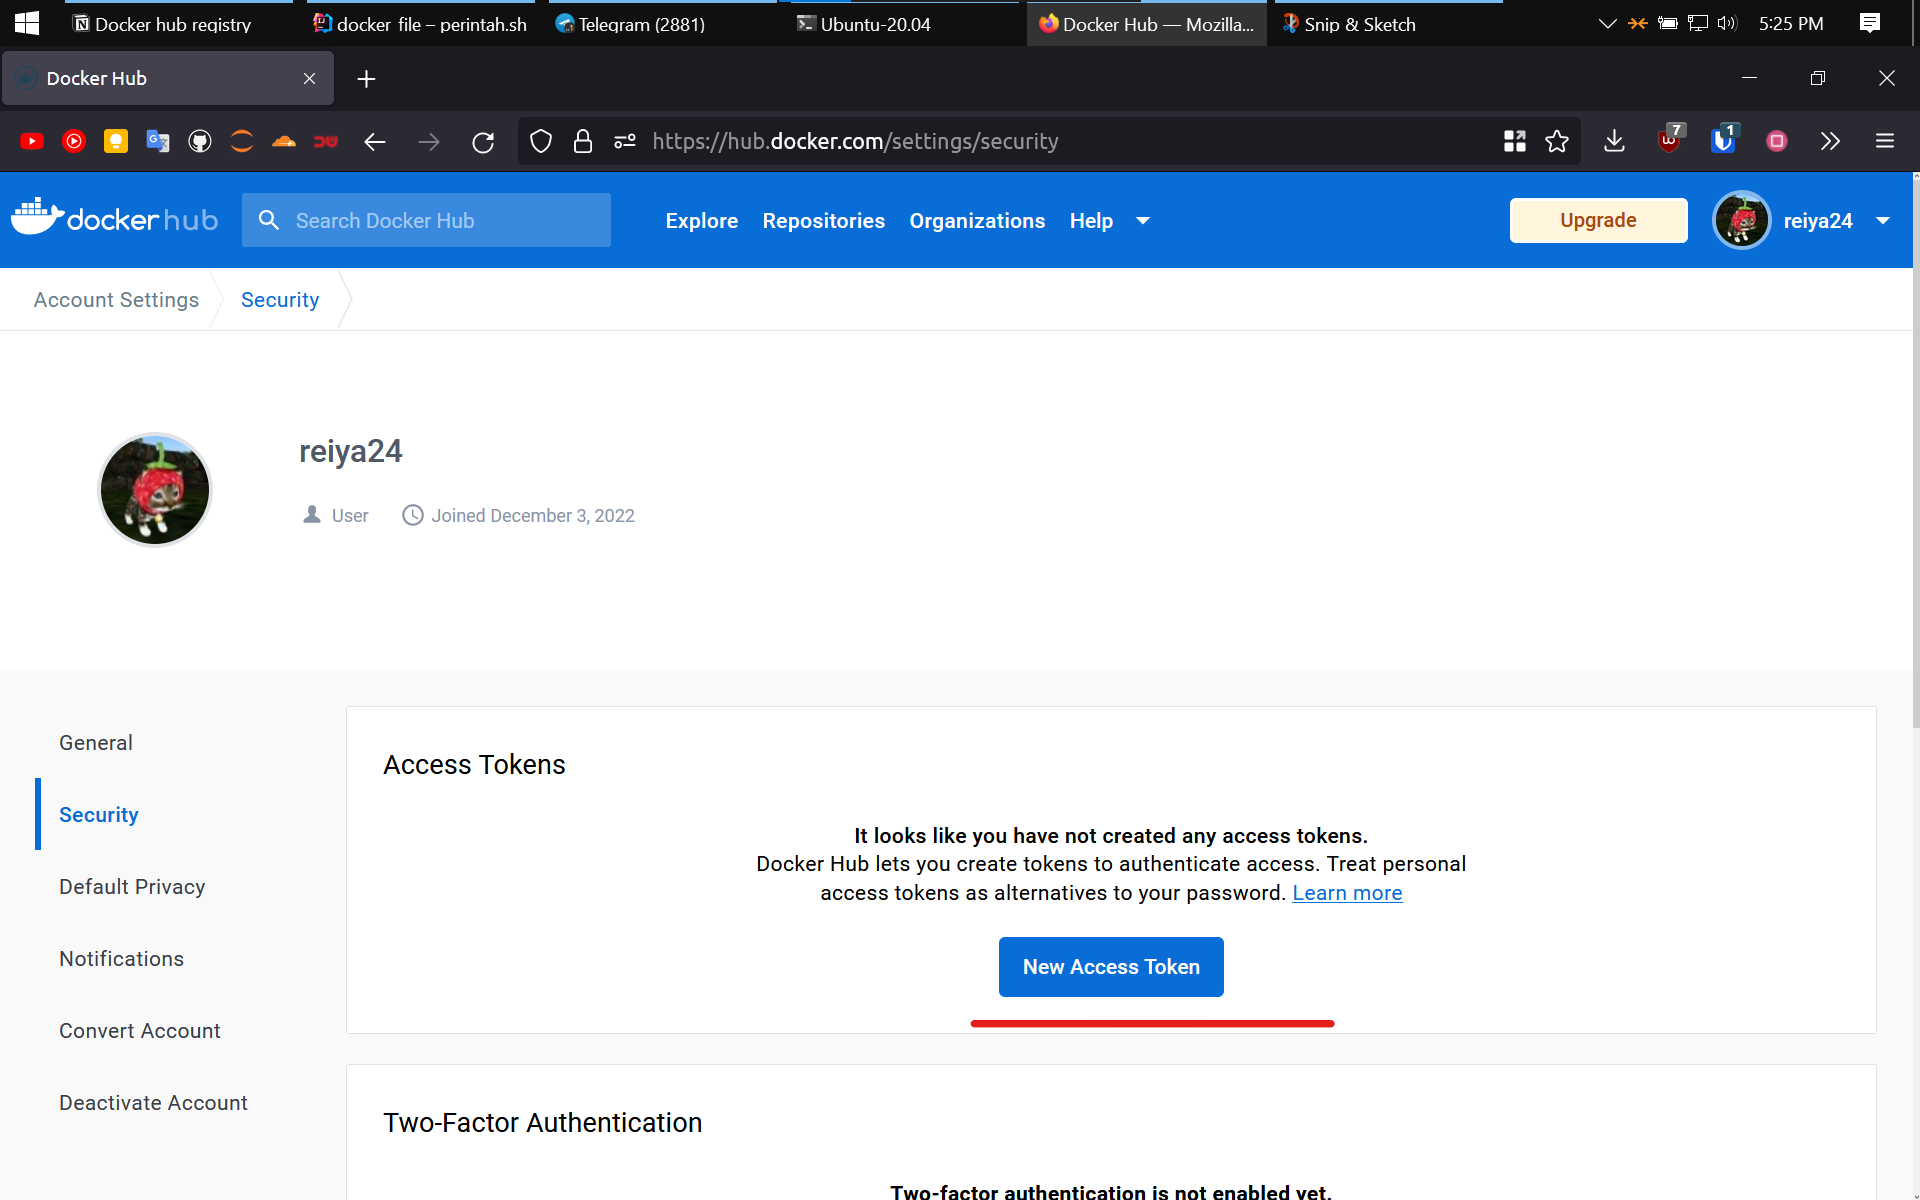 Docker hub registry
docker file – perintah.sh
Telegram (2881)
Ubuntu-20.04
Docker Hub — Mozilla...
Snip & Sketch
5:25 PM
Docker Hub
https://hub.docker.com/settings/security
7
1
docker hub
Search Docker Hub
Explore
Repositories
Organizations
Help
Upgrade
reiya24
Account Settings
Security
reiya24
User
Joined December 3, 2022
General
Security
Default Privacy
Notifications
Convert Account
Deactivate Account
Access Tokens
It looks like you have not created any access tokens.
Docker Hub lets you create tokens to authenticate access. Treat personal
access tokens as alternatives to your password. Learn more
New Access Token
Two-Factor Authentication
Two-factor authentication is not enabled yet.